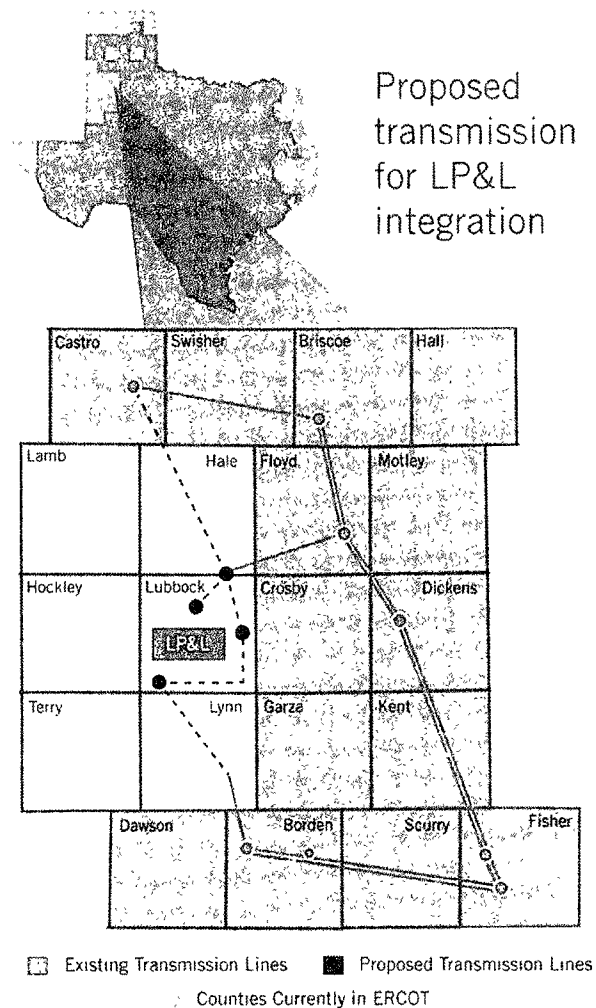 Proposed
transmission
for LP&L
integration
Castro Swisher Briscoe Hall
Lamb Hale Floyd Motley
Hockley Lubbock Crosby Dickens
LP&L
Terry Lynn Garza Kent
Dawson Borden Scurry Fisher
Existing Transmission Lines Proposed Transmission Lines
Counties Currently in ERCOT